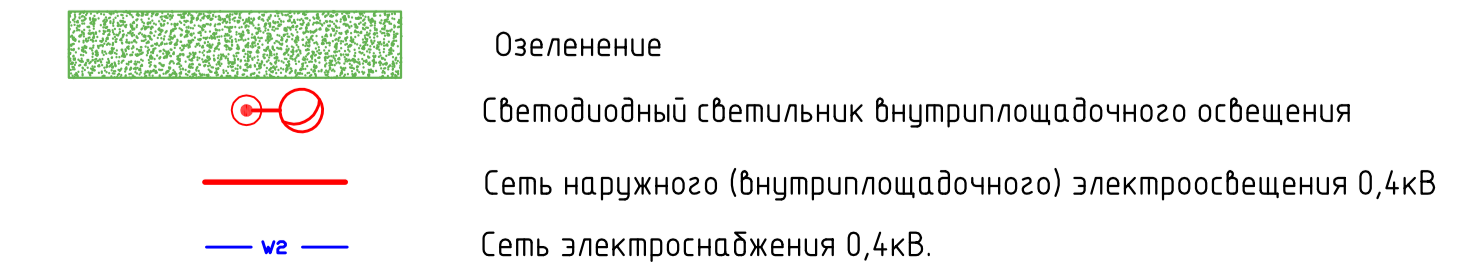 Озеленение
Светодиодный светильник внутриплощадочного освещения
Сеть наружного (внутриплощадочного) электроосвещения 0,4кВ
W2 Сеть электроснабжения 0,4кВ.